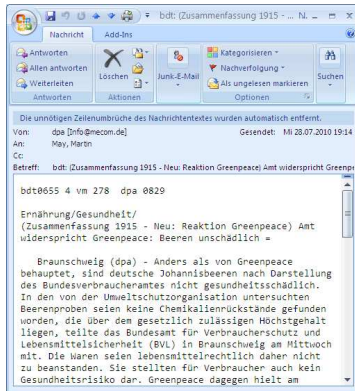 bdt: (Zusammenfassung 1915 - ... N...
Nachricht Add-Ins
Antworten
Allen antworten
Weiterleiten
Antworten
Löschen
Aktionen
Junk-E-Mail
Kategorisieren
Nachverfolgung
Als ungelesen markieren
Optionen
Suchen
Die unnötigen Zeilenumbrüche des Nachrichtentextes wurden automatisch entfernt.
Von: dpa [Info@mecom.de] Gesendet: Mi 28.07.2010 19:14
An: May, Martin
Cc:
Betreff: bdt: (Zusammenfassung 1915 - Neu: Reaktion Greenpeace) Amt widerspricht Greenpe
bdt0655 4 vm 278 dpa 0829
Ernährung/Gesundheit/
(Zusammenfassung 1915 - Neu: Reaktion Greenpeace) Amt
widerspricht Greenpeace: Beeren unschädlich =
Braunschweig (dpa) - Anders als von Greenpeace
behauptet, sind deutsche Johannisbeeren nach Darstellung
des Bundesverbraucheramtes nicht gesundheitsschädlich.
In den von der Umweltschutzorganisation untersuchten
Beerenproben seien keine Chemikalienrückstände gefunden
worden, die über dem gesetzlich zulässigen Höchstgehalt
liegen, teilte das Bundesamt für Verbraucherschutz und
Lebensmittelsicherheit (BVL) in Braunschweig am Mittwoch
mit. Die Waren seien lebensmittelrechtlich daher nicht
zu beanstanden. Sie stellten für Verbraucher auch kein
Gesundheitsrisiko dar. Greenpeace dagegen hielt am